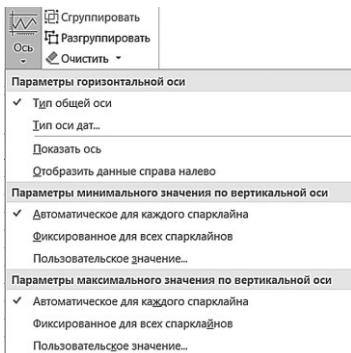 Сгруппировать
Разгруппировать
Ось
Очистить
Параметры горизонтальной оси
Тип общей оси
Тип оси дат...
Показать ось
Отобразить данные справа налево
Параметры минимального значения по вертикальной оси
Автоматическое для каждого спарклайна
Фиксированное для всех спарклайнов
Пользовательское значение...
Параметры максимального значения по вертикальной оси
Автоматическое для каждого спарклайна
Фиксированное для всех спарклайнов
Пользовательское значение...